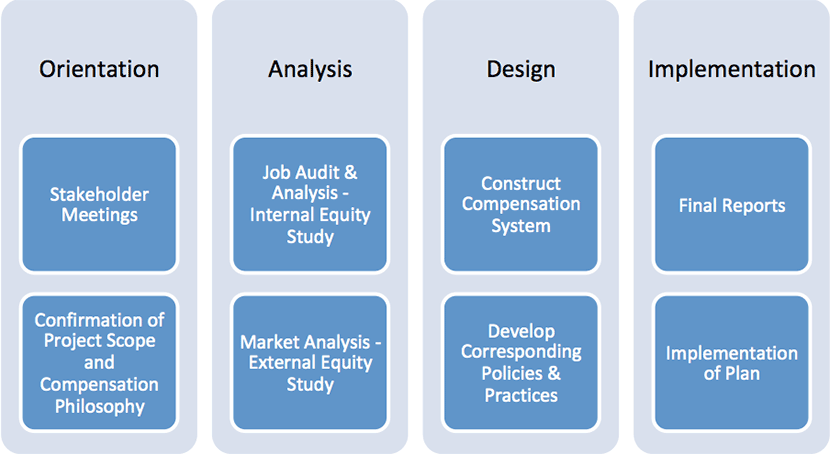 Orientation
Stakeholder
Meetings
Confirmation of
Project Scope
and
Compensation
Philosophy
Analysis
Job Audit &
Analysis -
Internal Equity
Study
Market Analysis -
External Equity
Study
Design
Construct
Compensation
System
Develop
Corresponding
Policies &
Practices
Implementation
Final Reports
Implementation
of Plan